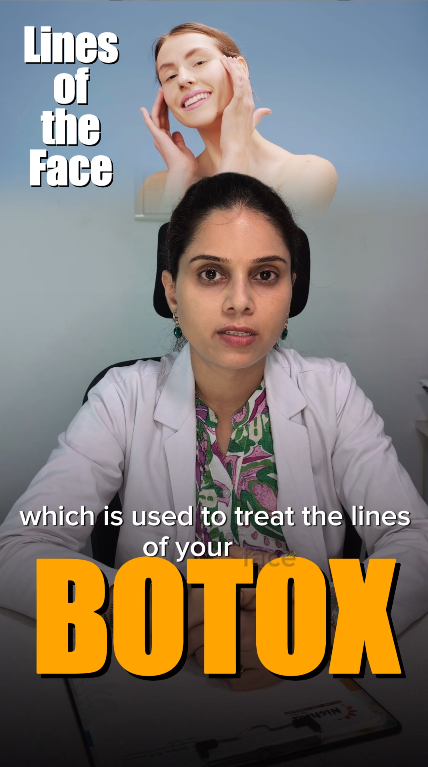 Lines
of
the
Face
which is used to treat the lines
of your face
BOTOX